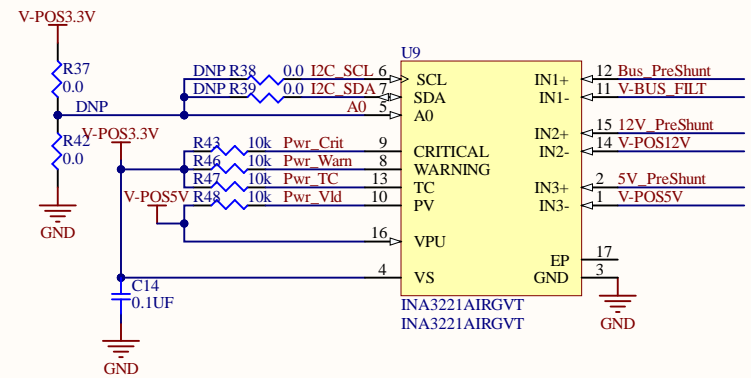 V-POS3.3V
R37
0.0
DNP
R42
0.0
GND
DNP R38 0.0 I2C_SCL 6
DNP R39 0.0 I2C_SDA 7
A0 5
V-POS3.3V
R43 10k Pwr_Crit 9
R46 10k Pwr_Warn 8
R47 10k Pwr_TC 13
V-POS5V R48 10k Pwr_Vld 10
16
4
C14
0.1UF
GND
U9
SCL
SDA
A0
CRITICAL
WARNING
TC
PV
VPU
VS
IN1+
IN1-
IN2+
IN2-
IN3+
IN3-
EP
GND
INA3221AIRGVT
INA3221AIRGVT
12 Bus_PreShunt
11 V-BUS_FILT
15 12V_PreShunt
14 V-POS12V
2 5V_PreShunt
1 V-POS5V
17
3
GND